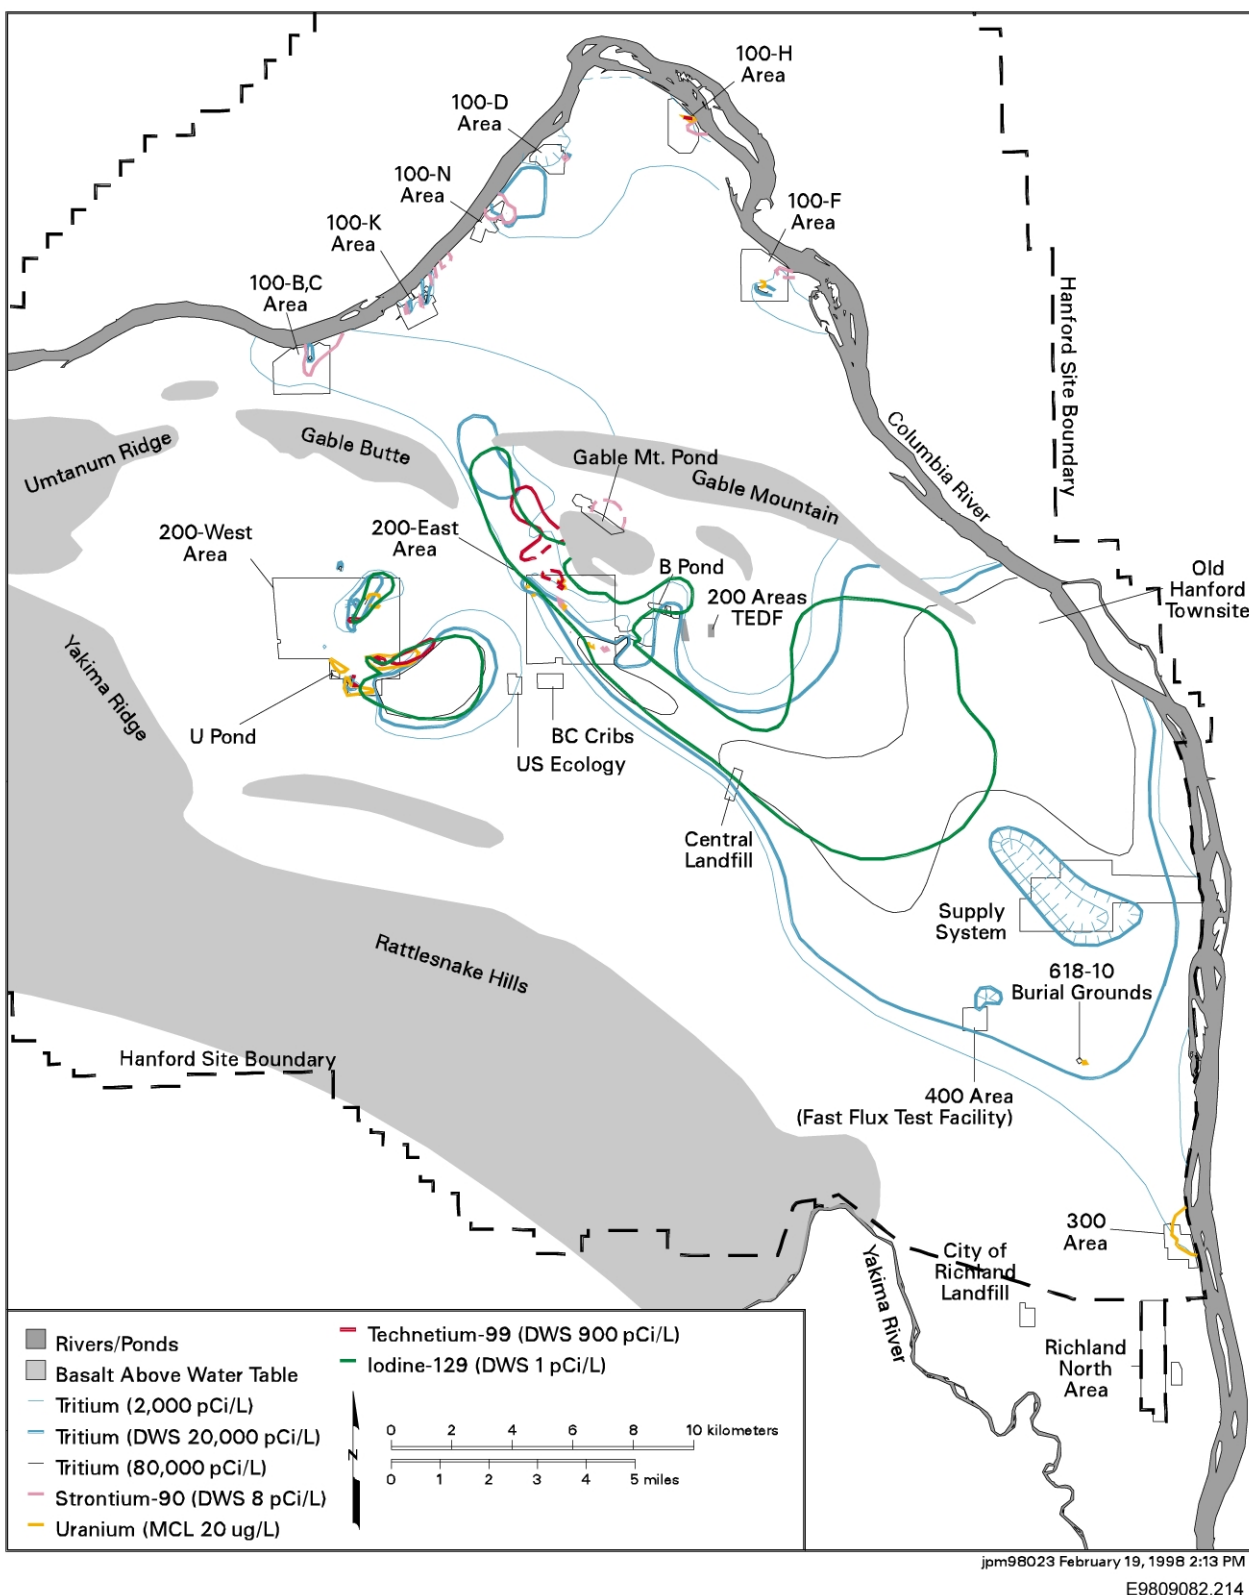 100-H
Area
100-D
Area
100-N
Area
100-F
Area
100-K
Area
100-B,C
Area
Hanford Site Boundary
Columbia River
Umtanum Ridge
Gable Butte
Gable Mt. Pond
Gable Mountain
200-West
Area
200-East
Area
B Pond
200 Areas
TEDF
Old
Hanford
Townsite
Yakima Ridge
U Pond
BC Cribs
US Ecology
Central
Landfill
Supply
System
Rattlesnake Hills
618-10
Burial Grounds
Hanford Site Boundary
400 Area
(Fast Flux Test Facility)
300
Area
City of
Richland
Landfill
Yakima River
Richland
North
Area
Rivers/Ponds
Basalt Above Water Table
Tritium (2,000 pCi/L)
Tritium (DWS 20,000 pCi/L)
Tritium (80,000 pCi/L)
Strontium-90 (DWS 8 pCi/L)
Uranium (MCL 20 ug/L)
Technetium-99 (DWS 900 pCi/L)
Iodine-129 (DWS 1 pCi/L)
N
0 2 4 6 8 10 kilometers
0 1 2 3 4 5 miles
jpm98023 February 19, 1998 2:13 PM
E9809082.214